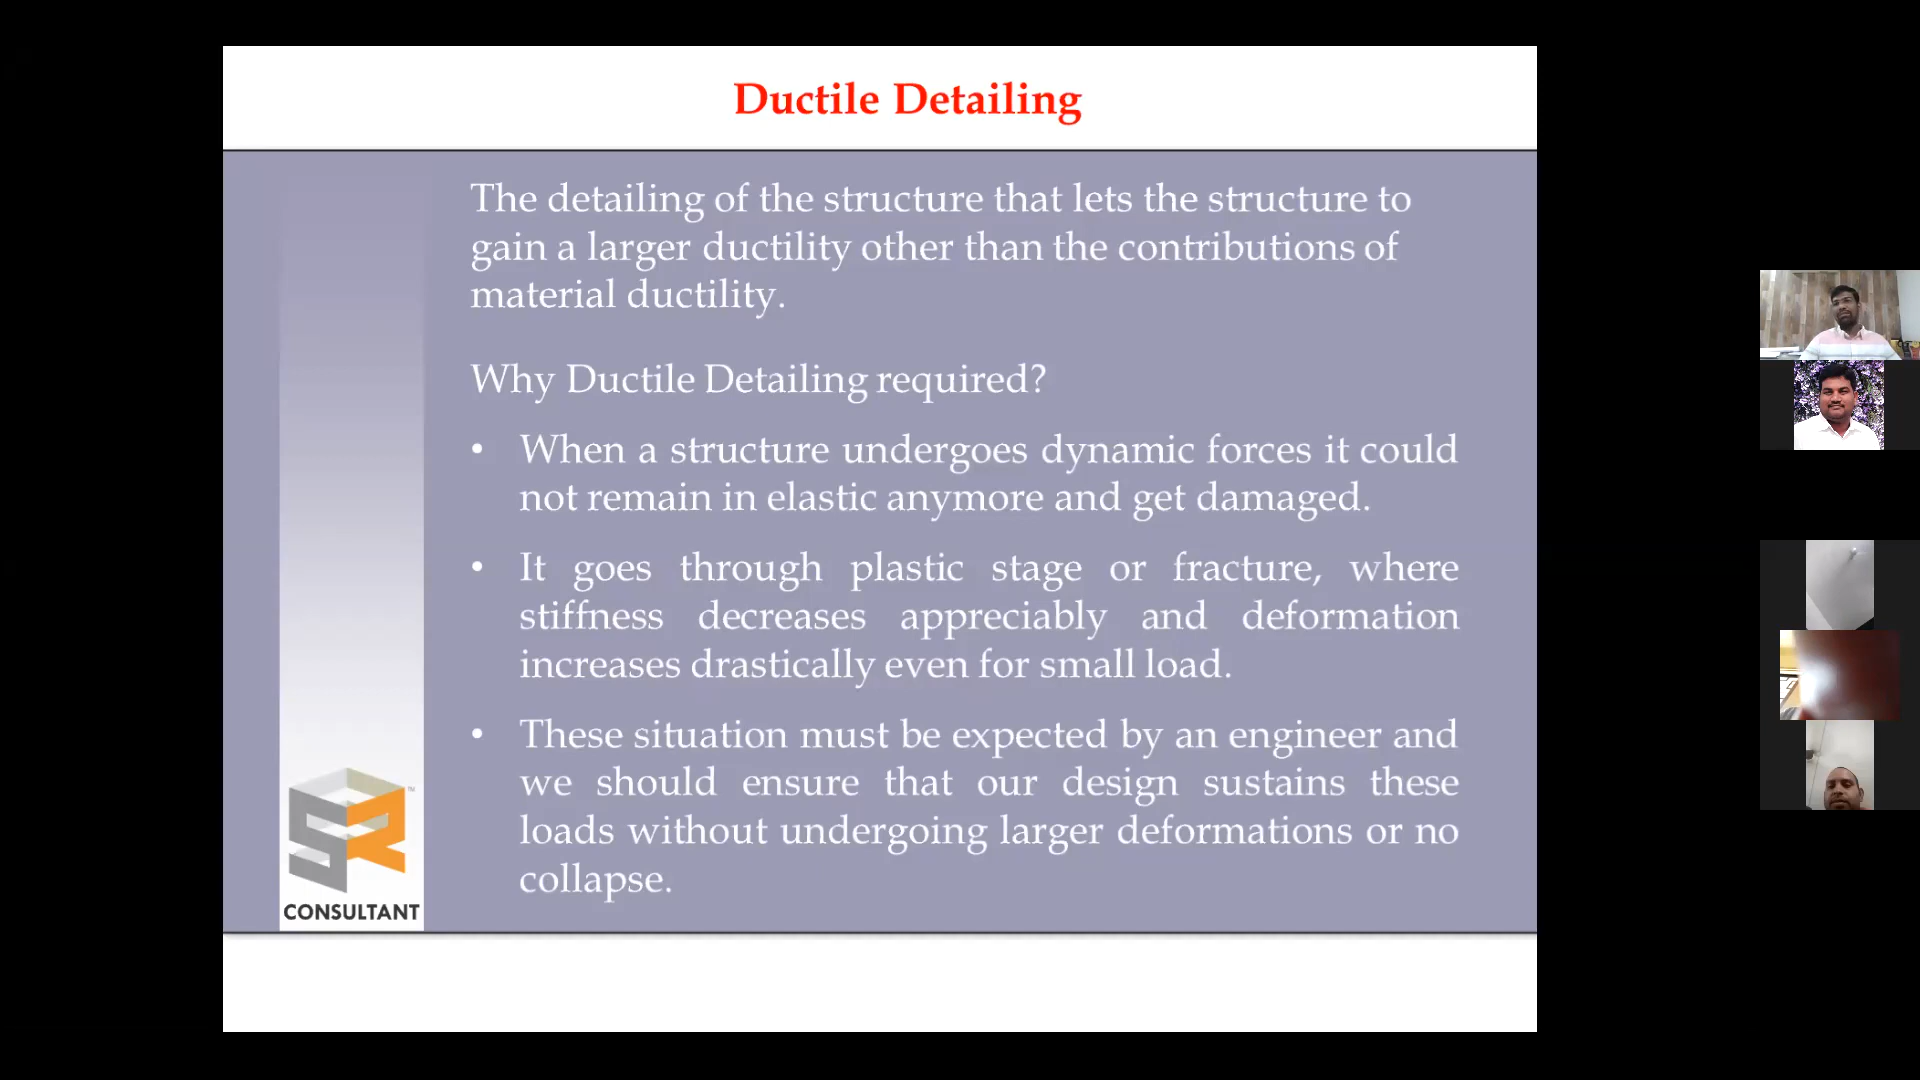 Ductile Detailing
The detailing of the structure that lets the structure to
gain a larger ductility other than the contributions of
material ductility.
Why Ductile Detailing required?
• When a structure undergoes dynamic forces it could
not remain in elastic anymore and get damaged.
• It goes through plastic stage or fracture, where
stiffness decreases appreciably and deformation
increases drastically even for small load.
• These situation must be expected by an engineer and
we should ensure that our design sustains these
loads without undergoing larger deformations or no
collapse.
SR
TM
CONSULTANT